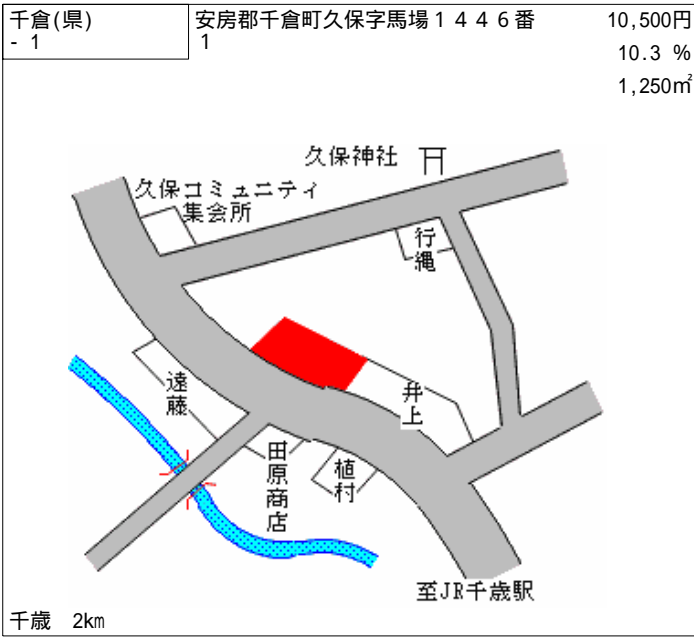 千倉(県)
- 1
安房郡千倉町久保字馬場１４４６番
1
10,500円
10.3 %
1,250㎡
久保神社
久保コミュニティ
集会所
行縄
遠藤
井上
田原商店
植村
至JR千歳駅
千歳 2km